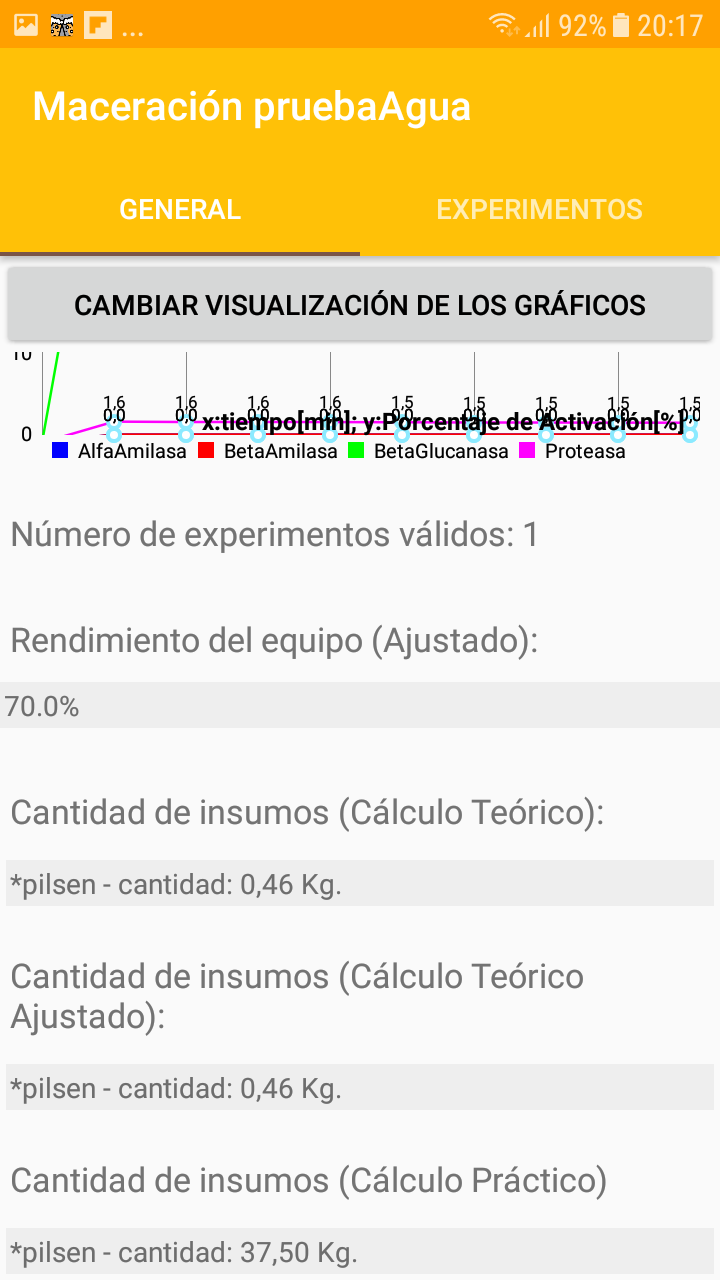 ... 92% 20:17
Maceración pruebaAgua
GENERAL EXPERIMENTOS
CAMBIAR VISUALIZACIÓN DE LOS GRÁFICOS
10
1,6 1,6 1,6 1,6 1,5 1,5 1,5 1,5
0,0 0,0 0,0 0,0 0,0 0,0 0,0 0,0
x:tiempo[min]; y:Porcentaje de Activación[%]
0
AlfaAmilasa BetaAmilasa BetaGlucanasa Proteasa
Número de experimentos válidos: 1
Rendimiento del equipo (Ajustado):
70.0%
Cantidad de insumos (Cálculo Teórico):
*pilsen - cantidad: 0,46 Kg.
Cantidad de insumos (Cálculo Teórico
Ajustado):
*pilsen - cantidad: 0,46 Kg.
Cantidad de insumos (Cálculo Práctico)
*pilsen - cantidad: 37,50 Kg.